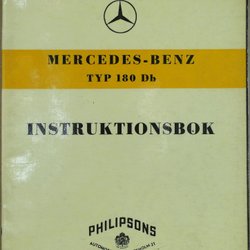 MERCEDES-BENZ
TYP 180 Db
INSTRUKTIONSBOK
PHILIPSONS